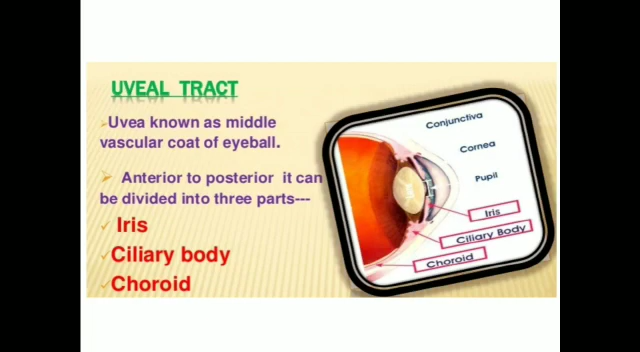 UVEAL TRACT
Uvea known as middle
vascular coat of eyeball.
Anterior to posterior it can
be divided into three parts---
Iris
Ciliary body
Choroid
Conjunctiva
Cornea
Pupil
Iris
Ciliary Body
Choroid